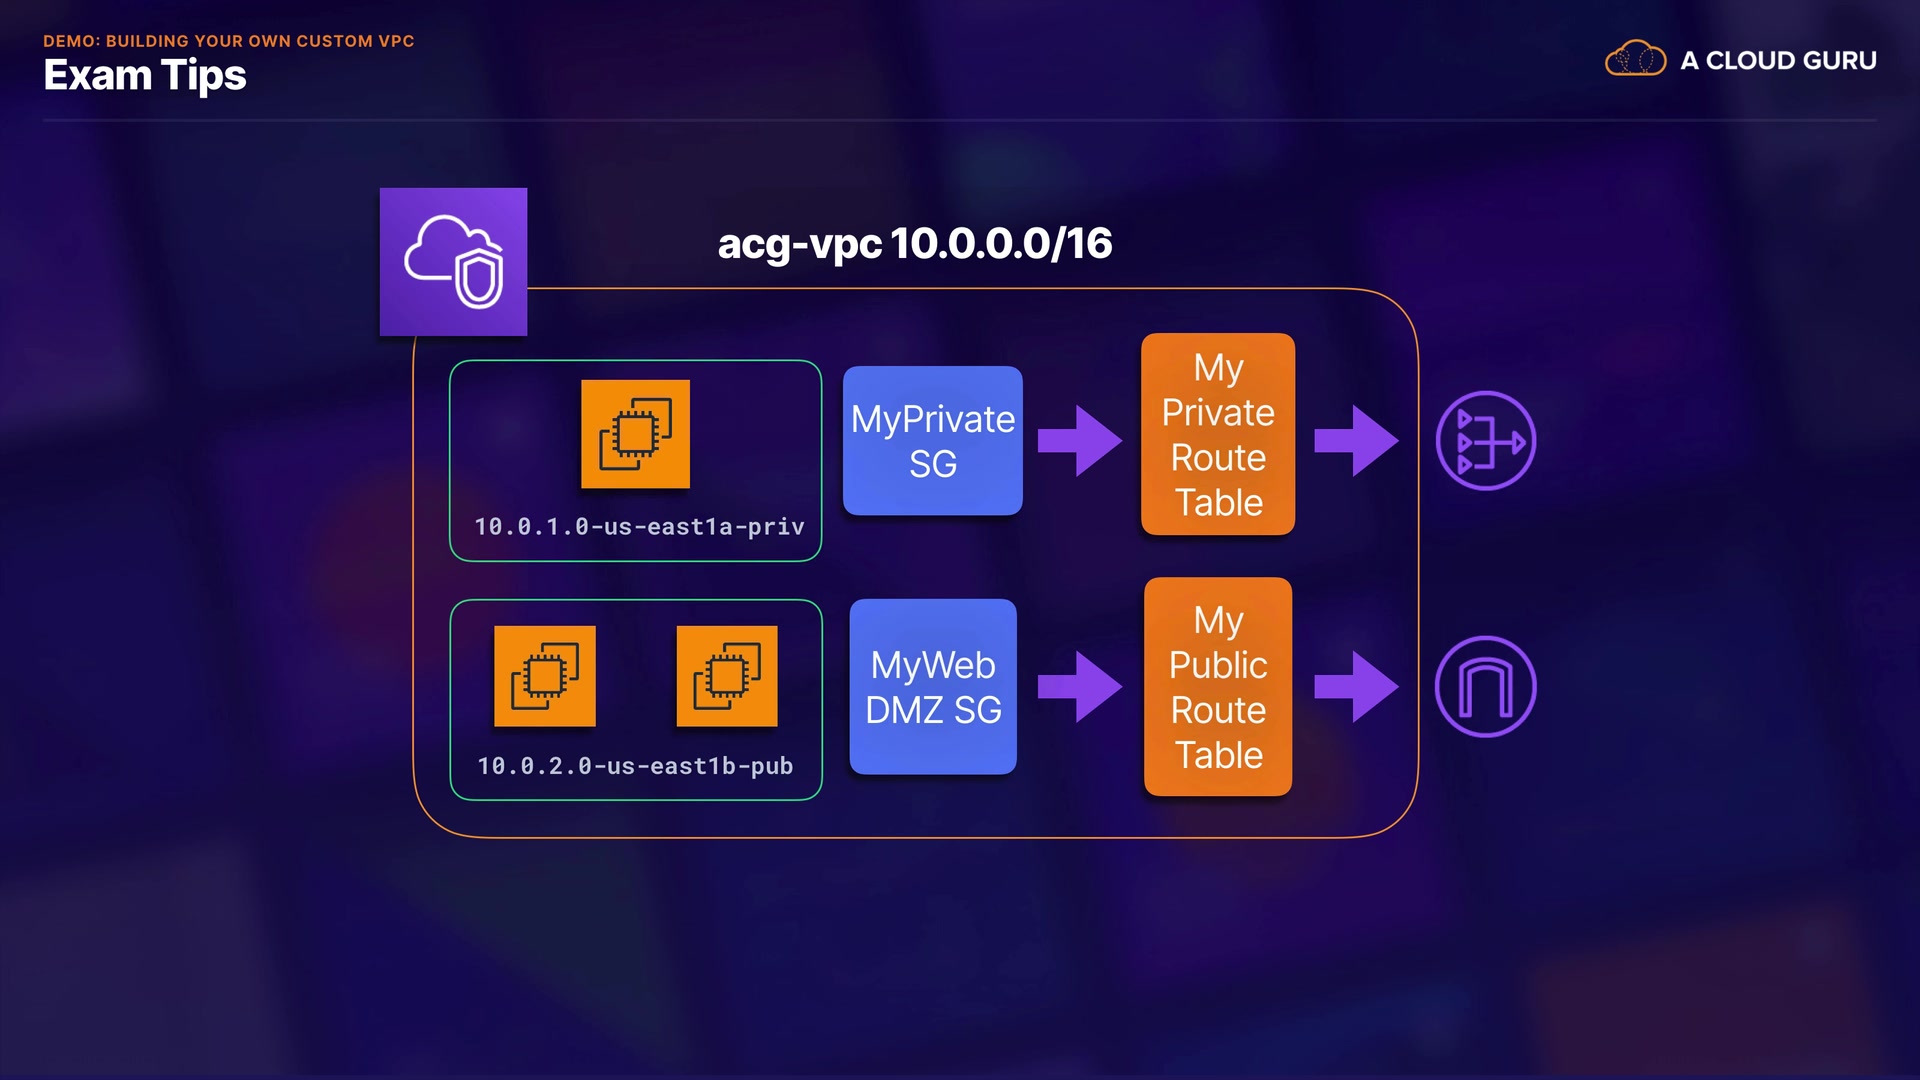 DEMO: BUILDING YOUR OWN CUSTOM VPC
Exam Tips
A CLOUD GURU
acg-vpc 10.0.0.0/16
10.0.1.0-us-east1a-priv
MyPrivate
SG
My
Private
Route
Table
10.0.2.0-us-east1b-pub
MyWeb
DMZ SG
My
Public
Route
Table